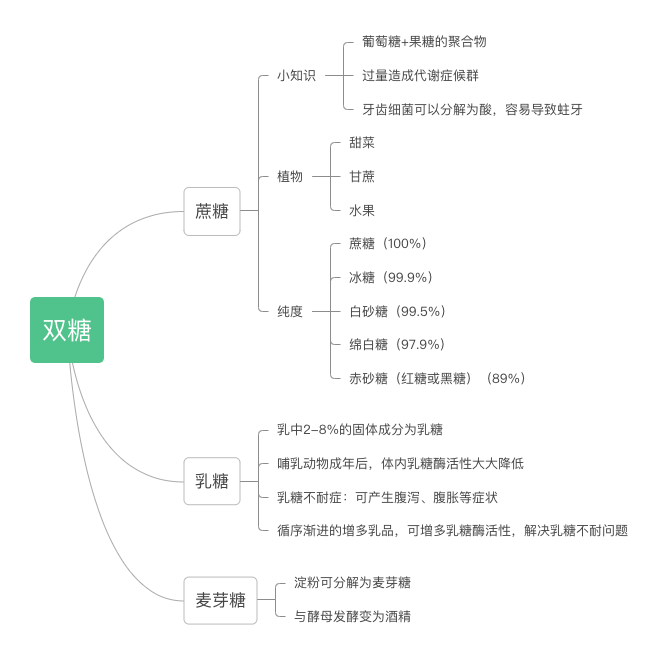 双糖
蔗糖
小知识
葡萄糖+果糖的聚合物
过量造成代谢症候群
牙齿细菌可以分解为酸，容易导致蛀牙
植物
甜菜
甘蔗
水果
纯度
蔗糖（100%）
冰糖（99.9%）
白砂糖（99.5%）
绵白糖（97.9%）
赤砂糖（红糖或黑糖）（89%）
乳糖
乳中2-8%的固体成分为乳糖
哺乳动物成年后，体内乳糖酶活性大大降低
乳糖不耐症：可产生腹泻、腹胀等症状
循序渐进的增多乳品，可增多乳糖酶活性，解决乳糖不耐问题
麦芽糖
淀粉可分解为麦芽糖
与酵母发酵变为酒精